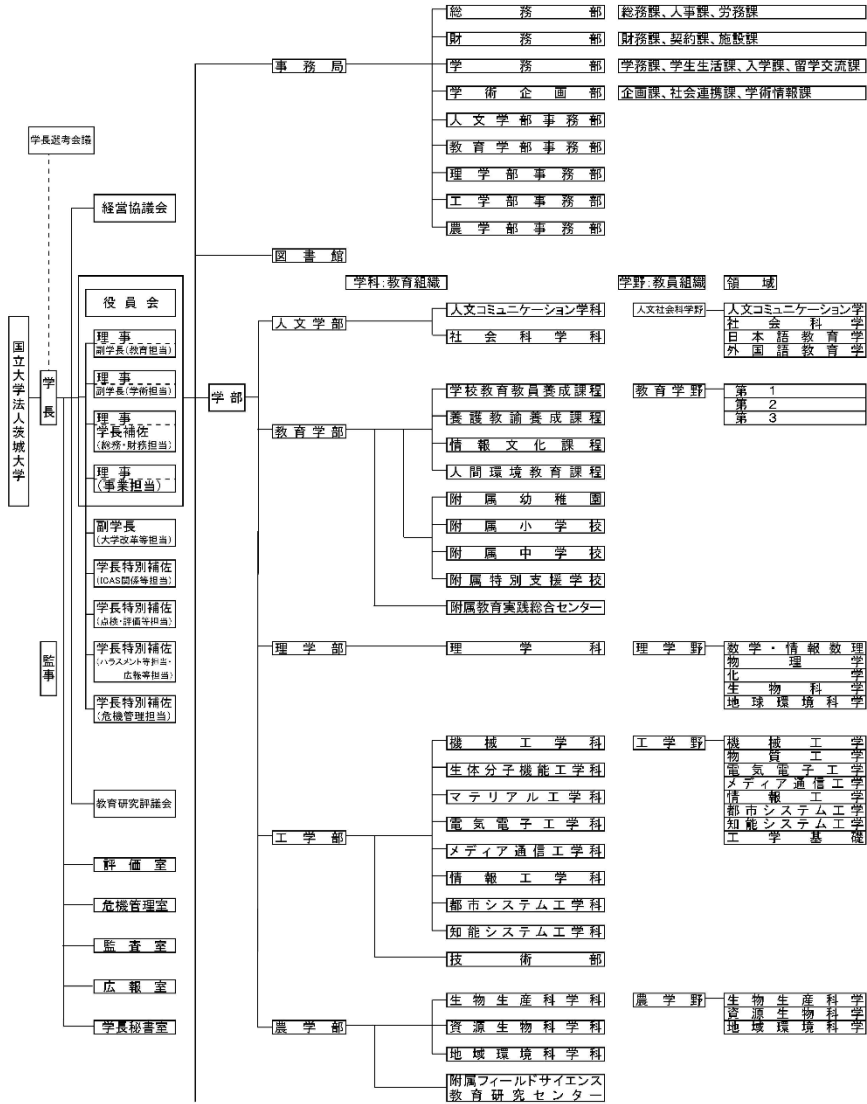 総務部 総務課、人事課、労務課
財務部 財務課、契約課、施設課
事務局 学務部 学務課、学生生活課、入学課、留学交流課
学術企画部 企画課、社会連携課、学術情報課
人文学部事務部
学長選考会議
教育学部事務部
理学部事務部
経営協議会
工学部事務部
農学部事務部
図書館
学科：教育組織 学野：教員組織 領域
役員会
人文学部 人文コミュニケーション学科 人文社会科学野 人文コミュニケーション学
社会科学
社会科学科
日本語教育学
外国語教育学
国立大学法人茨城大学
学長
理事
副学長(教育担当)
理事
副学長(学術担当)
理事
学長補佐
(総務・財務担当)
理事
(事業担当)
学部
教育学部
学校教育教員養成課程 教育学野 第1
第2
第3
養護教諭養成課程
情報文化課程
人間環境教育課程
附属幼稚園
附属小学校
附属中学校
附属特別支援学校
附属教育実践総合センター
副学長
(大学改革等担当)
学長特別補佐
(ICAS関係等担当)
学長特別補佐
(点検・評価等担当)
監事
学長特別補佐
(ハラスメント等担当・
広報等担当)
学長特別補佐
(危機管理担当)
理学部 理学科 理学野 数学・情報数理
物理学
化学
生物科学
地球環境科学
教育研究評議会
工学部
機械工学科 工学野 機械工学
物質工学
電気電子工学
メディア通信工学
情報工学
都市システム工学
知能システム工学
工学基礎
生体分子機能工学科
マテリアル工学科
電気電子工学科
メディア通信工学科
情報工学科
都市システム工学科
知能システム工学科
技術部
評価室
危機管理室
監査室
広報室
学長秘書室
農学部
生物生産科学科 農学野 生物生産科学
資源生物科学
地域環境科学
資源生物科学科
地域環境科学科
附属フィールドサイエンス
教育研究センター